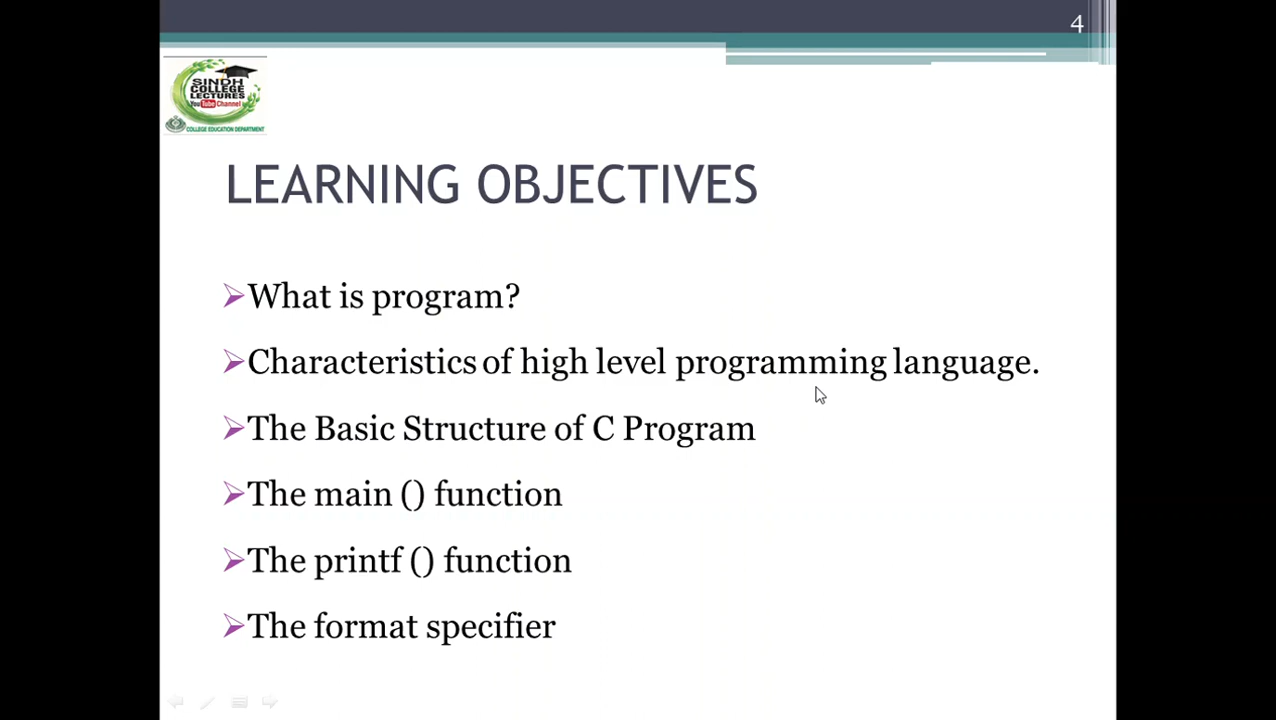 4
SINDH
COLLEGE
LECTURES
YouTube Channel
COLLEGE EDUCATION DEPARTMENT
LEARNING OBJECTIVES
What is program?
Characteristics of high level programming language.
The Basic Structure of C Program
The main () function
The printf () function
The format specifier